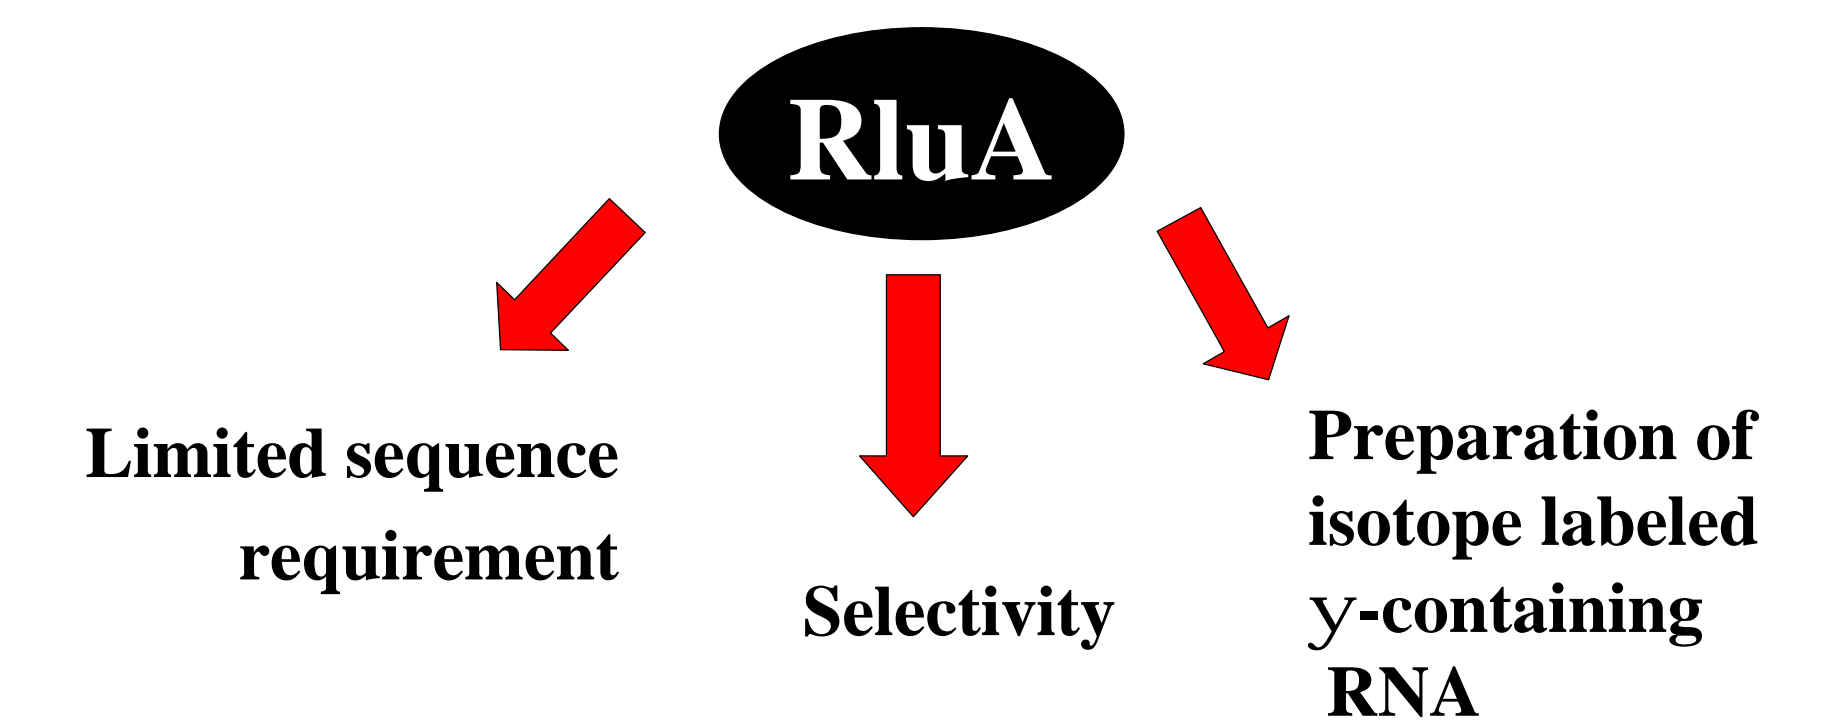 RluA
Limited sequence
requirement
Selectivity
Preparation of
isotope labeled
y-containing
RNA